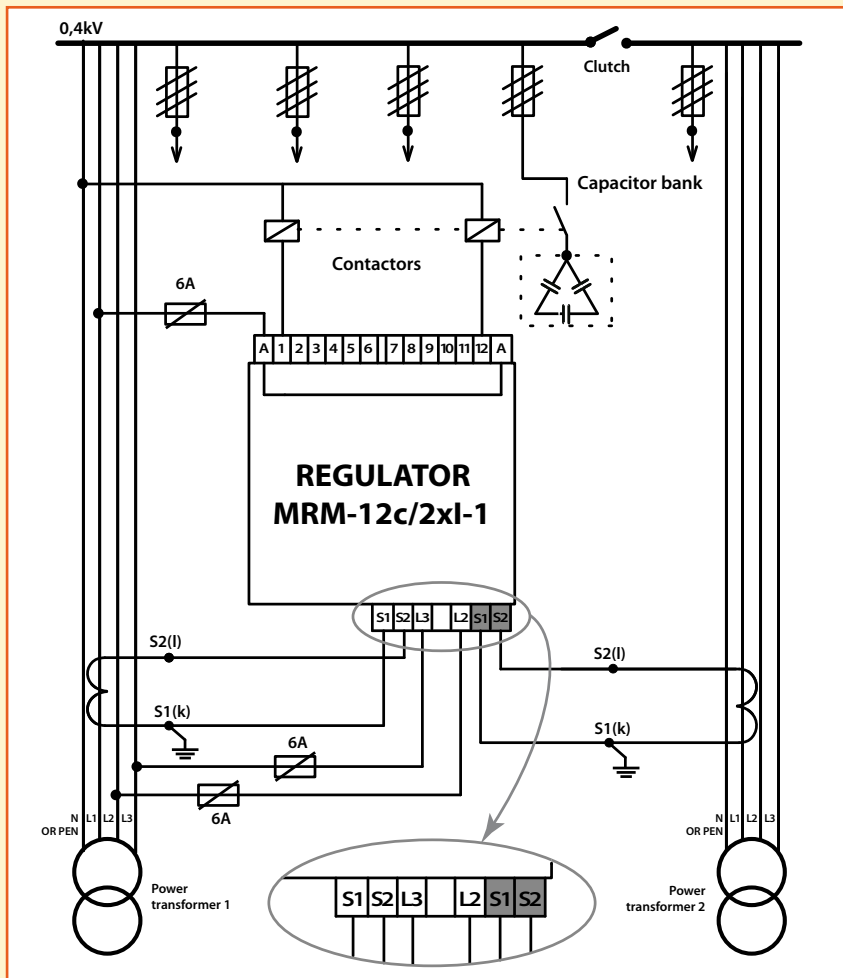 0,4kV
Clutch
Capacitor bank
Contactors
6A
A 1 2 3 4 5 6 7 8 9 10 11 12 A
REGULATOR
MRM-12c/2xI-1
S1 S2 L3 L2 S1 S2
S2(l)
S2(l)
S1(k)
S1(k)
6A
6A
N L1 L2 L3
OR PEN
N L1 L2 L3
OR PEN
Power
transformer 1
S1 S2 L3 L2 S1 S2
Power
transformer 2